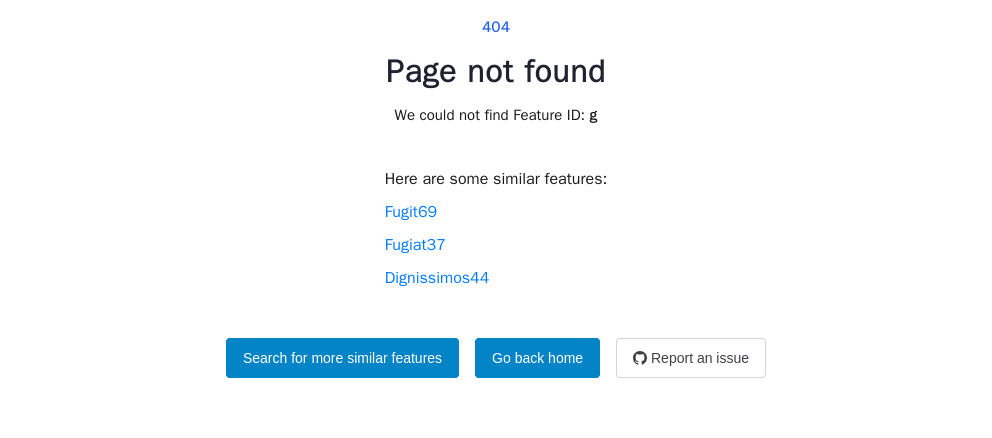 404
Page not found
We could not find Feature ID: g
Here are some similar features:
Fugit69
Fugiat37
Dignissimos44
Search for more similar features
Go back home
Report an issue